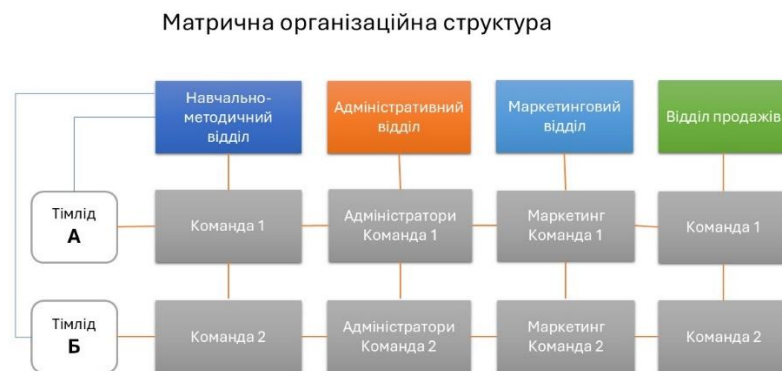 Матрична організаційна структура
Навчально-
методичний
відділ
Адміністративний
відділ
Маркетинговий
відділ
Відділ продажів
Тімлід
А
Команда 1
Адміністратори
Команда 1
Маркетинг
Команда 1
Команда 1
Тімлід
Б
Команда 2
Адміністратори
Команда 2
Маркетинг
Команда 2
Команда 2